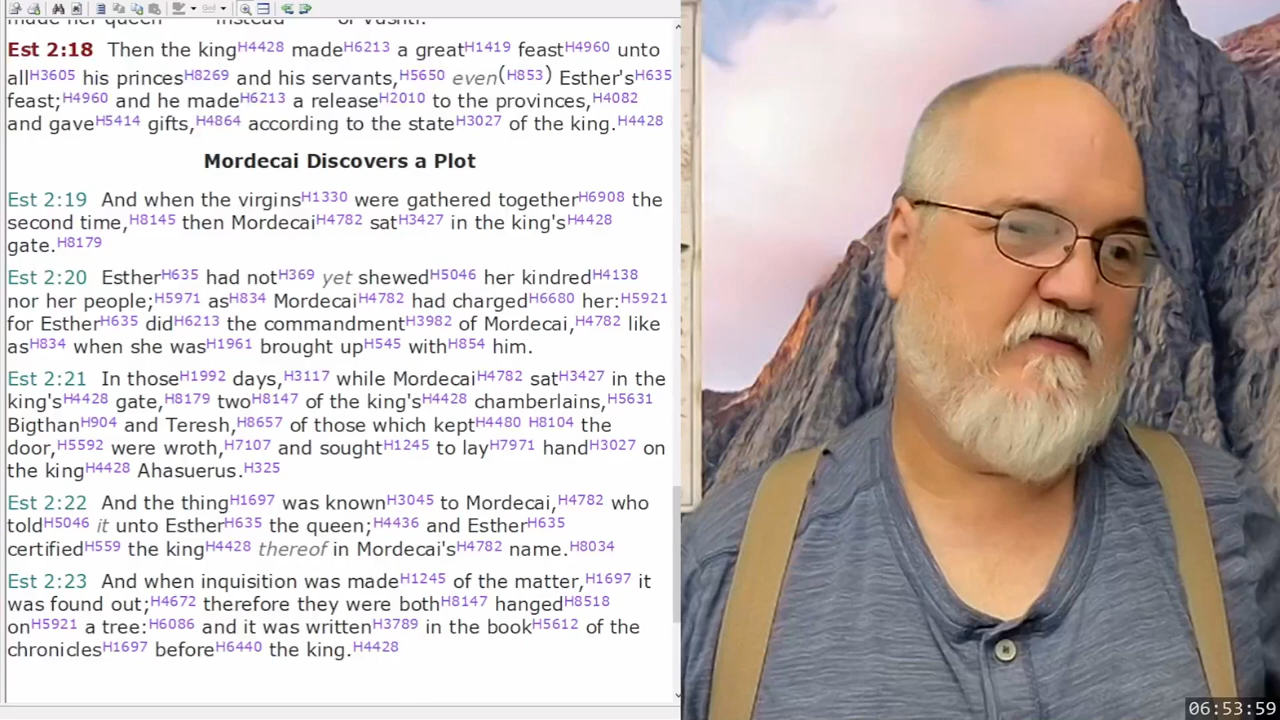 made her queen instead of Vashti.
Est 2:18 Then the kingH4428 madeH6213 a greatH1419 feastH4960 unto
allH3605 his princesH8269 and his servants,H5650 even(H853) Esther'sH635
feast;H4960 and he madeH6213 a releaseH2010 to the provinces,H4082
and gaveH5414 gifts,H4864 according to the stateH3027 of the king.H4428
Mordecai Discovers a Plot
Est 2:19 And when the virginsH1330 were gathered togetherH6908 the
second time,H8145 then MordecaiH4782 satH3427 in the king'sH4428
gate.H8179
Est 2:20 EstherH635 had notH369 yet shewedH5046 her kindredH4138
nor her people;H5971 asH834 MordecaiH4782 had chargedH6680 her:H5921
for EstherH635 didH6213 the commandmentH3982 of Mordecai,H4782 like
asH834 when she wasH1961 brought upH545 withH854 him.
Est 2:21 In thoseH1992 days,H3117 while MordecaiH4782 satH3427 in the
king'sH4428 gate,H8179 twoH8147 of the king'sH4428 chamberlains,H5631
BigthanH904 and Teresh,H8657 of those which keptH4480 H8104 the
door,H5592 were wroth,H7107 and soughtH1245 to layH7971 handH3027 on
the kingH4428 Ahasuerus.H325
Est 2:22 And the thingH1697 was knownH3045 to Mordecai,H4782 who
toldH5046 it unto EstherH635 the queen;H4436 and EstherH635
certifiedH559 the kingH4428 thereof in Mordecai'sH4782 name.H8034
Est 2:23 And when inquisition was madeH1245 of the matter,H1697 it
was found out;H4672 therefore they were bothH8147 hangedH8518
onH5921 a tree:H6086 and it was writtenH3789 in the bookH5612 of the
chroniclesH1697 beforeH6440 the king.H4428
06:53:59